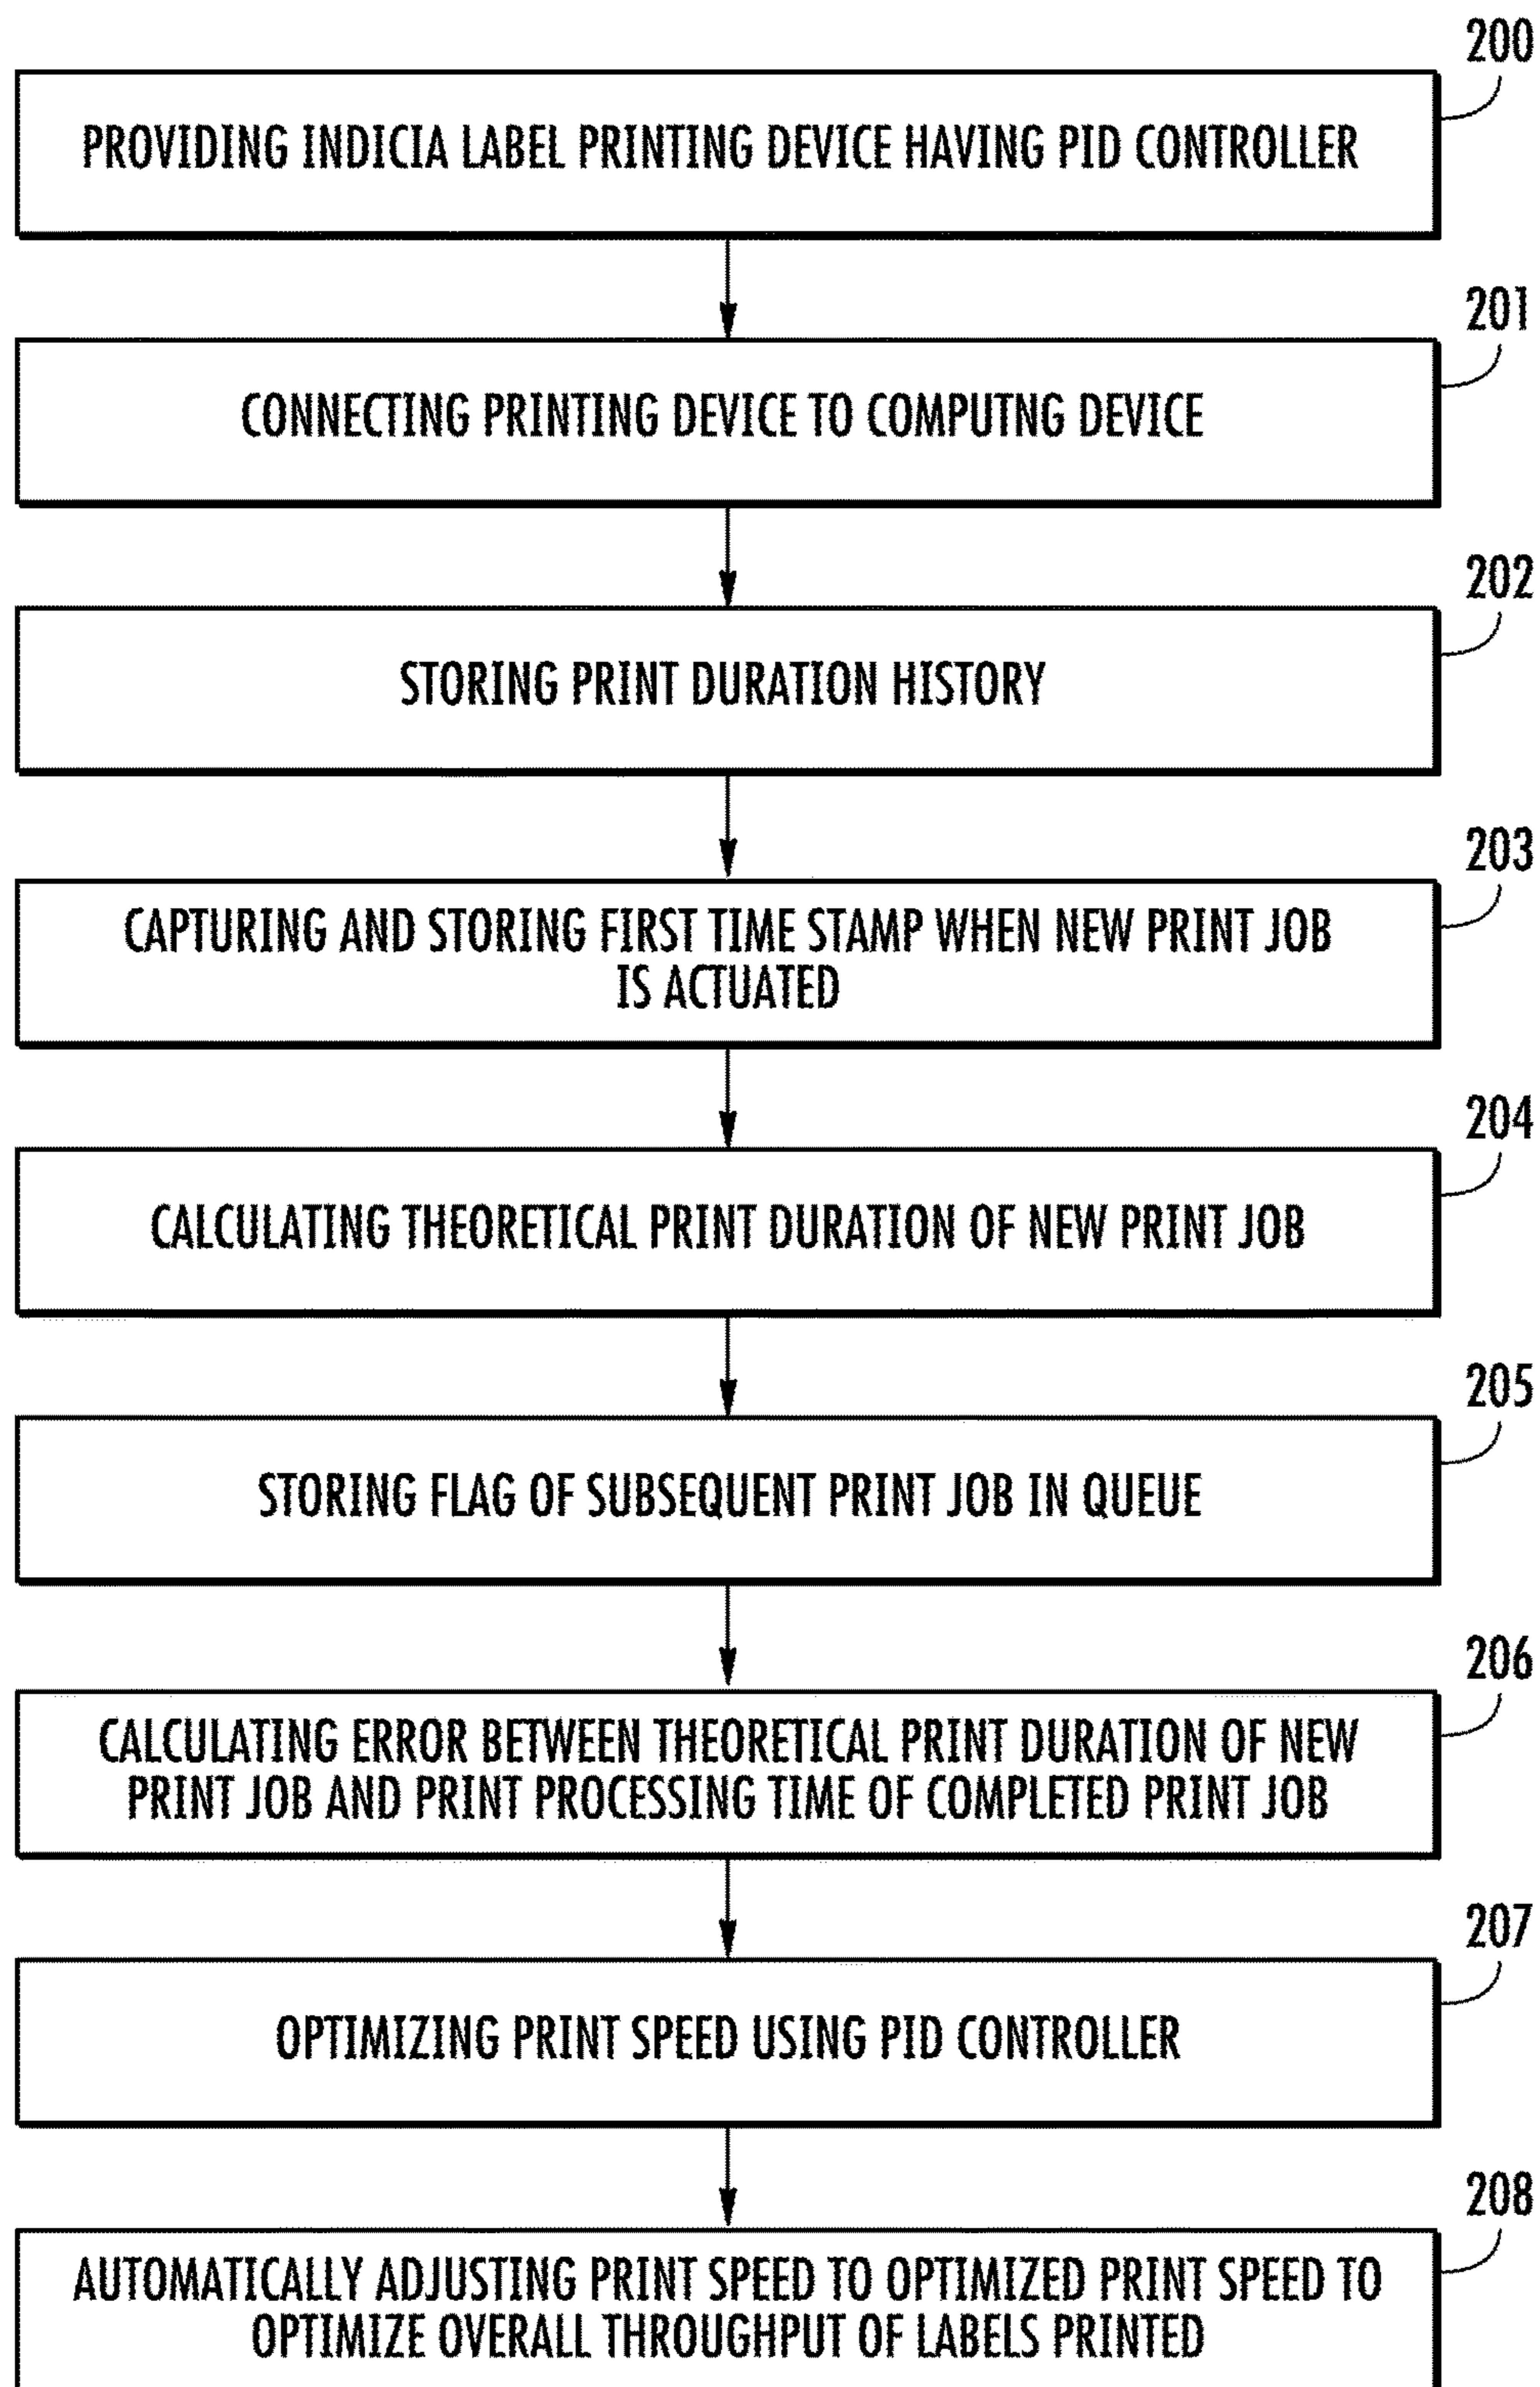 200
PROVIDING INDICIA LABEL PRINTING DEVICE HAVING PID CONTROLLER
201
CONNECTING PRINTING DEVICE TO COMPUTNG DEVICE
202
STORING PRINT DURATION HISTORY
203
CAPTURING AND STORING FIRST TIME STAMP WHEN NEW PRINT JOB
IS ACTUATED
204
CALCULATING THEORETICAL PRINT DURATION OF NEW PRINT JOB
205
STORING FLAG OF SUBSEQUENT PRINT JOB IN QUEUE
206
CALCULATING ERROR BETWEEN THEORETICAL PRINT DURATION OF NEW
PRINT JOB AND PRINT PROCESSING TIME OF COMPLETED PRINT JOB
207
OPTIMIZING PRINT SPEED USING PID CONTROLLER
208
AUTOMATICALLY ADJUSTING PRINT SPEED TO OPTIMIZED PRINT SPEED TO
OPTIMIZE OVERALL THROUGHPUT OF LABELS PRINTED